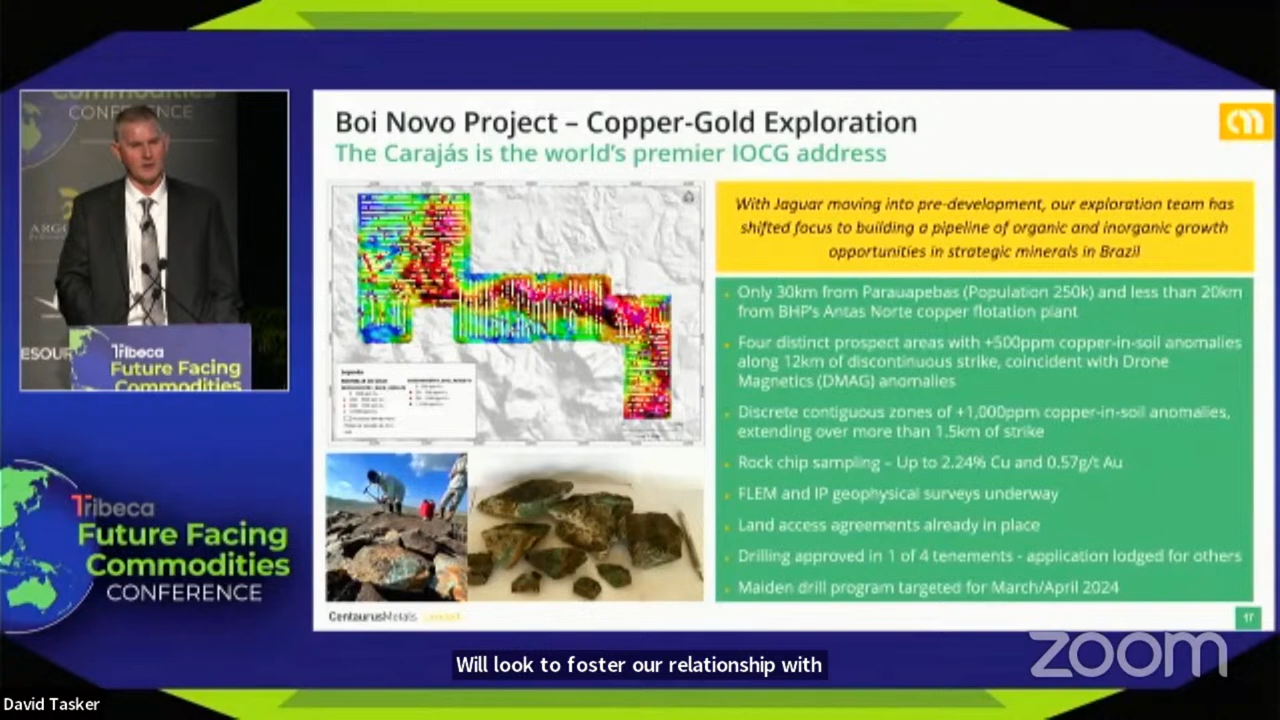 Commodities
CONFERENCE
ARGO
ESOUR
Tribeca
Future Facing
Commodities
Tribeca
Future Facing
Commodities
CONFERENCE
Boi Novo Project – Copper-Gold Exploration
The Carajás is the world's premier IOCG address
With Jaguar moving into pre-development, our exploration team has
shifted focus to building a pipeline of organic and inorganic growth
opportunities in strategic minerals in Brazil
Only 30km from Parauapebas (Population 250k) and less than 20km
from BHP's Antas Norte copper flotation plant
Four distinct prospect areas with +500ppm copper-in-soil anomalies
along 12km of discontinuous strike, coincident with Drone
Magnetics (DMAG) anomalies
Discrete contiguous zones of +1,000ppm copper-in-soil anomalies,
extending over more than 1.5km of strike
Rock chip sampling – Up to 2.24% Cu and 0.57g/t Au
FLEM and IP geophysical surveys underway
Land access agreements already in place
Drilling approved in 1 of 4 tenements - application lodged for others
Maiden drill program targeted for March/April 2024
CentaurusMetals Limited
17
Will look to foster our relationship with
zoom
David Tasker